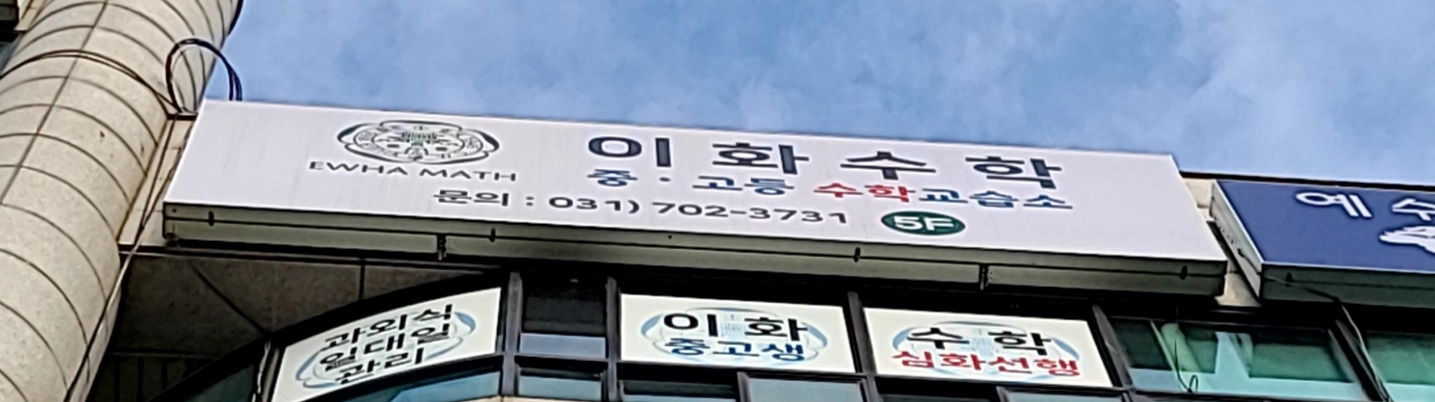 EWHA MATH
이화수학
중·고등 수학교습소
문의 : 031) 702-3731 5F
예수
과외식
일대일
관리
이화
중고생
수학
심화선행